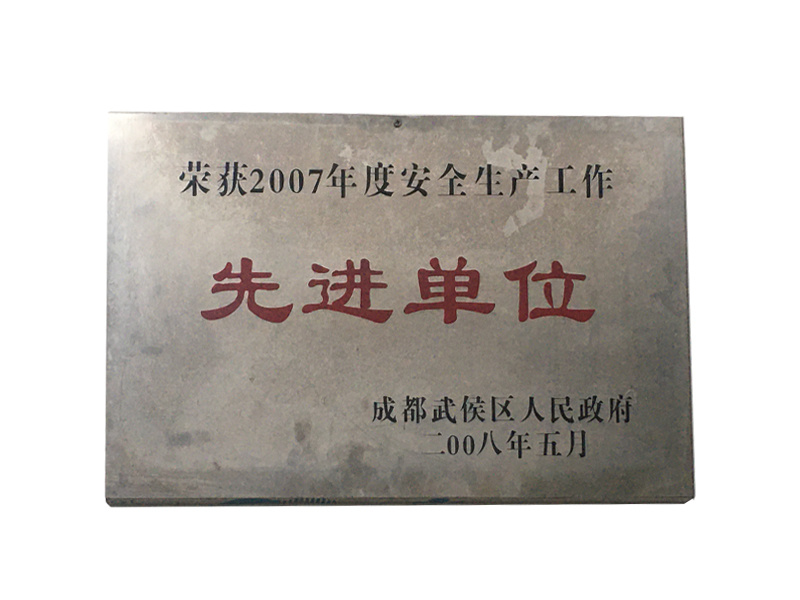 荣获2007年度安全生产工作
先进单位
成都武侯区人民政府
二00八年五月